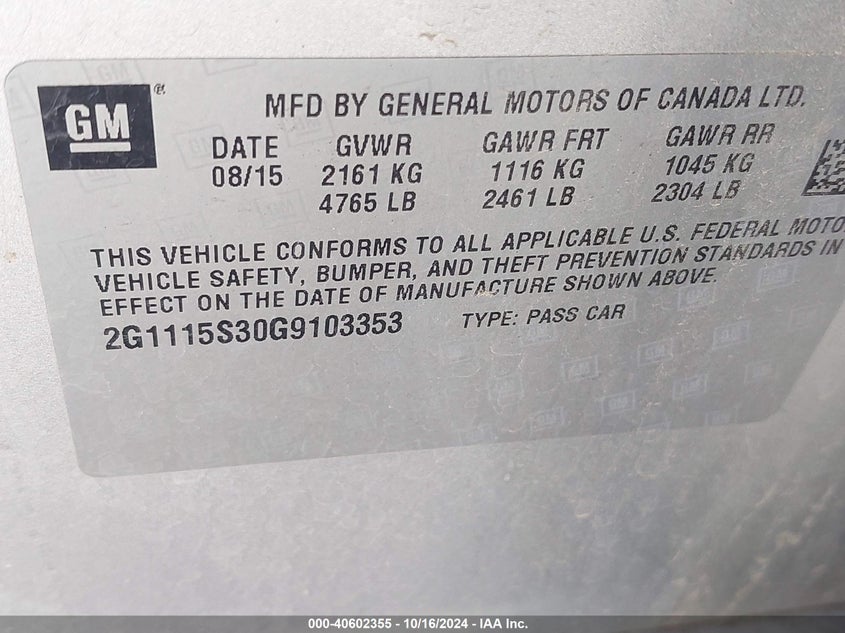 GM ®
MFD BY GENERAL MOTORS OF CANADA LTD.
DATE GVWR GAWR FRT GAWR RR
08/15 2161 KG 1116 KG 1045 KG
4765 LB 2461 LB 2304 LB
THIS VEHICLE CONFORMS TO ALL APPLICABLE U.S. FEDERAL MOTO
VEHICLE SAFETY, BUMPER, AND THEFT PREVENTION STANDARDS IN
EFFECT ON THE DATE OF MANUFACTURE SHOWN ABOVE.
2G1115S30G9103353 TYPE: PASS CAR
000-40602355 - 10/16/2024 - IAA Inc.